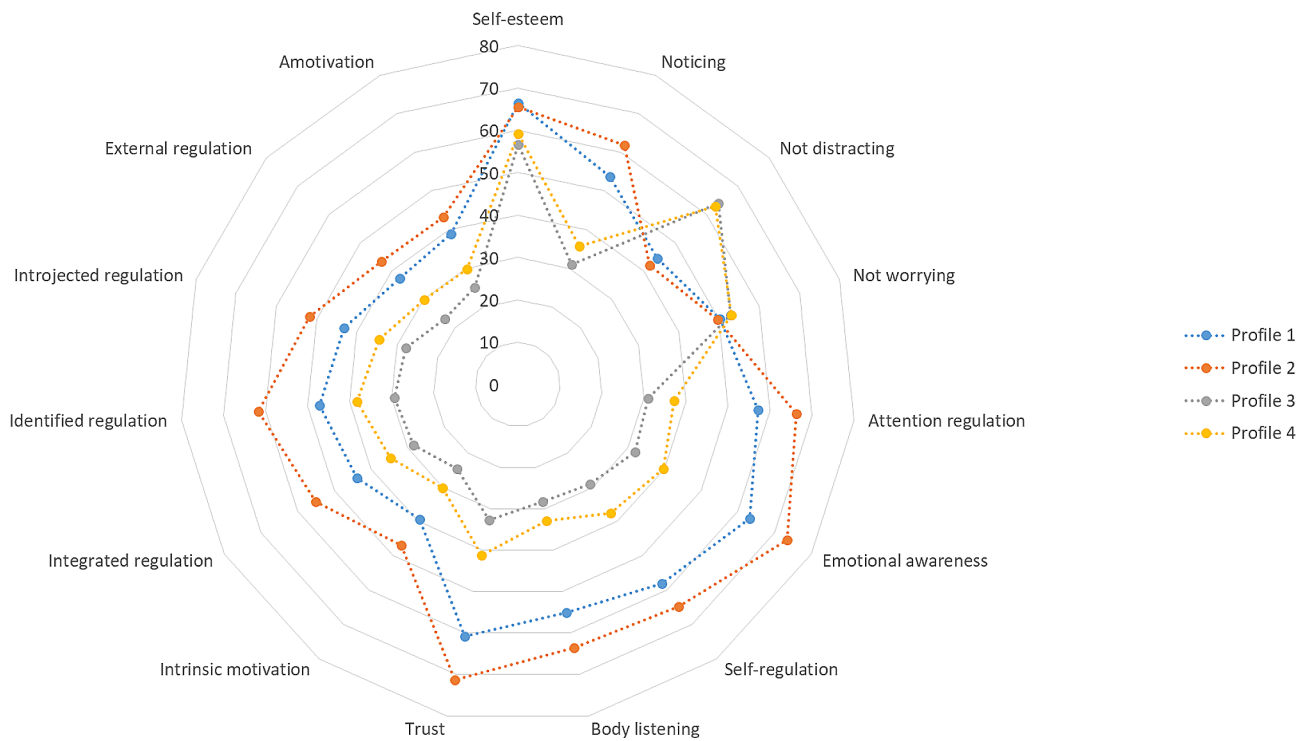 Self-esteem
80
Amotivation
Noticing
70
External regulation
Not distracting
60
50
40
Introjected regulation
Not worrying
30
20
Profile 1
10
Profile 2
0
Profile 3
Identified regulation
Attention regulation
Profile 4
Integrated regulation
Emotional awareness
Intrinsic motivation
Self-regulation
Trust
Body listening